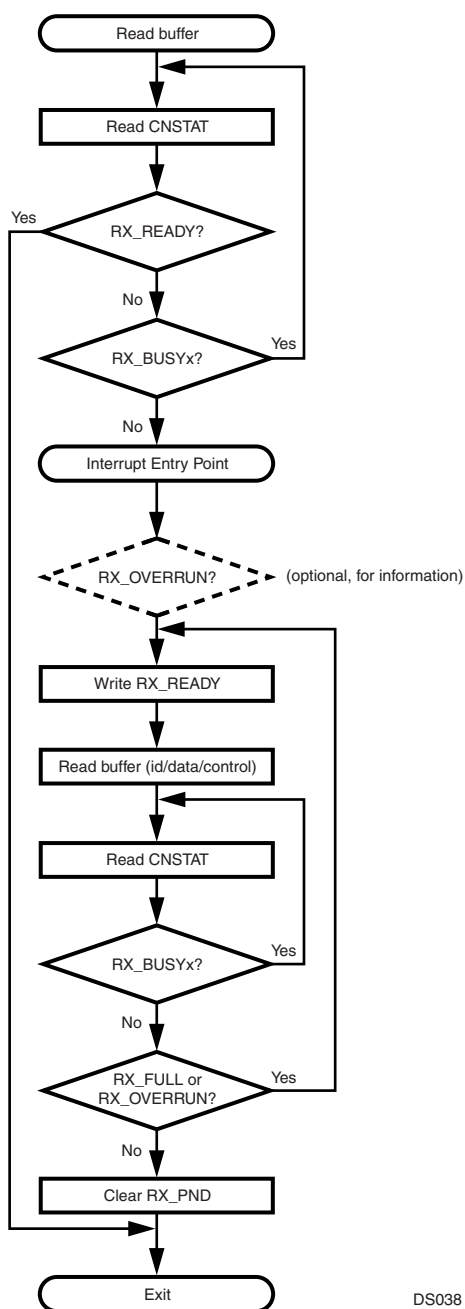 Read buffer
Read CNSTAT
Yes
RX_READY?
No
RX_BUSYx?
Yes
No
Interrupt Entry Point
RX_OVERRUN?
(optional, for information)
Write RX_READY
Read buffer (id/data/control)
Read CNSTAT
RX_BUSYx?
Yes
No
RX_FULL or
RX_OVERRUN?
Yes
No
Clear RX_PND
Exit
DS038